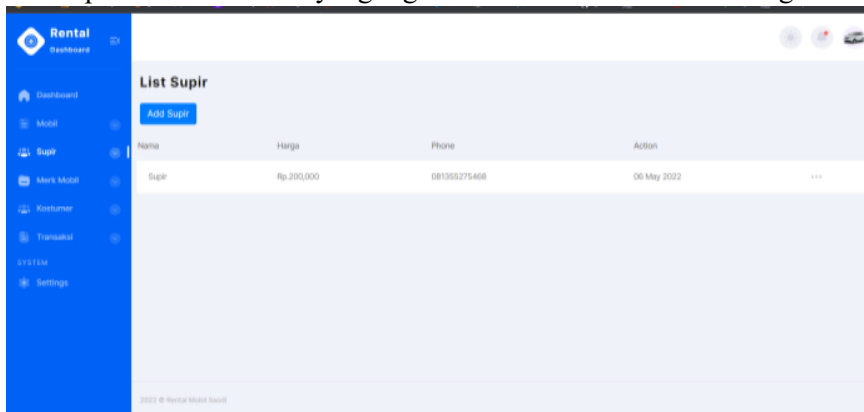 Rental
Dashboard
List Supir
Add Supir
Dashboard
Mobil
Supir
Merk Mobil
Kostumer
Transaksi
SYSTEM
Settings
Nama Harga Phone Action
Supir Rp.200,000 081355275468 06 May 2022
2022 © Rental Mobil